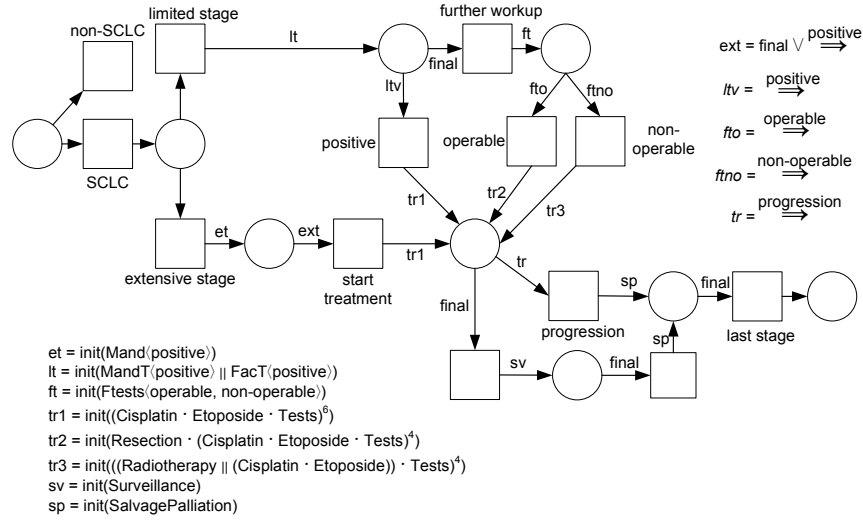 limited stage
non-SCLC
lt
further workup
ft
final
ext = final ∨ positive ⟹
ltv
fto
ftno
ltv = positive ⟹
SCLC
positive
operable
non-operable
fto = operable ⟹
ftno = non-operable ⟹
tr1
tr2
tr3
tr = progression ⟹
et
ext
tr1
extensive stage
start
treatment
tr
final
sp
final
progression
last stage
sv
final
sp
et = init(Mand⟨positive⟩)
lt = init(MandT⟨positive⟩ || FacT⟨positive⟩)
ft = init(Ftests⟨operable, non-operable⟩)
tr1 = init((Cisplatin · Etoposide · Tests)⁶)
tr2 = init(Resection · (Cisplatin · Etoposide · Tests)⁴)
tr3 = init(((Radiotherapy || (Cisplatin · Etoposide)) · Tests)⁴)
sv = init(Surveillance)
sp = init(SalvagePalliation)